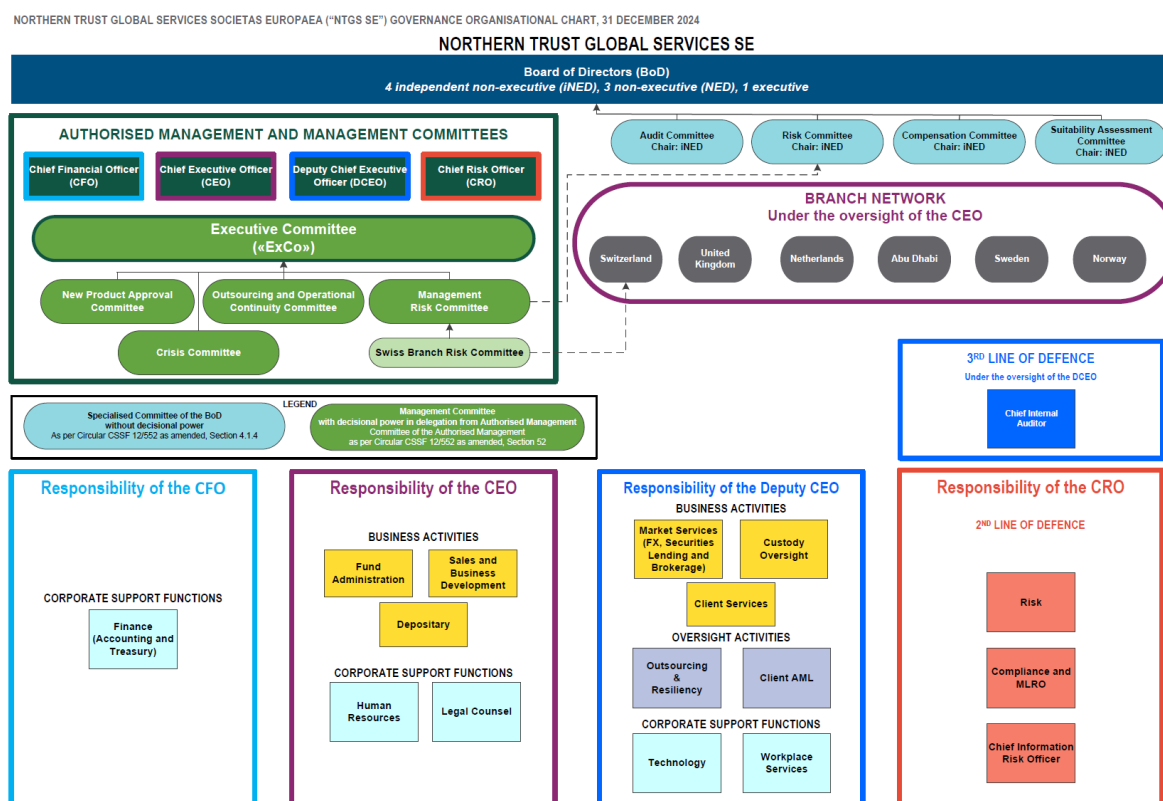 NORTHERN TRUST GLOBAL SERVICES SOCIETAS EUROPAEA (“NTGS SE”) GOVERNANCE ORGANISATIONAL CHART, 31 DECEMBER 2024
NORTHERN TRUST GLOBAL SERVICES SE
Board of Directors (BoD)
4 independent non-executive (iNED), 3 non-executive (NED), 1 executive
AUTHORISED MANAGEMENT AND MANAGEMENT COMMITTEES
Chief Financial Officer
(CFO)
Chief Executive Officer
(CEO)
Deputy Chief Executive
Officer (DCEO)
Chief Risk Officer
(CRO)
Executive Committee
(«ExCo»)
New Product Approval
Committee
Outsourcing and Operational
Continuity Committee
Management
Risk Committee
Crisis Committee
Swiss Branch Risk Committee
Audit Committee
Chair: iNED
Risk Committee
Chair: iNED
Compensation Committee
Chair: iNED
Suitability Assessment
Committee
Chair: iNED
BRANCH NETWORK
Under the oversight of the CEO
Switzerland
United
Kingdom
Netherlands
Abu Dhabi
Sweden
Norway
3RD LINE OF DEFENCE
Under the oversight of the DCEO
Chief Internal
Auditor
LEGEND
Specialised Committee of the BoD
without decisional power
As per Circular CSSF 12/552 as amended, Section 4.1.4
Management Committee
with decisional power in delegation from Authorised Management
Committee of the Authorised Management
as per Circular CSSF 12/552 as amended, Section 52
Responsibility of the CFO
CORPORATE SUPPORT FUNCTIONS
Finance
(Accounting and
Treasury)
Responsibility of the CEO
BUSINESS ACTIVITIES
Fund
Administration
Sales and
Business
Development
Depositary
CORPORATE SUPPORT FUNCTIONS
Human
Resources
Legal Counsel
Responsibility of the Deputy CEO
BUSINESS ACTIVITIES
Market Services
(FX, Securities
Lending and
Brokerage)
Custody
Oversight
Client Services
OVERSIGHT ACTIVITIES
Outsourcing
&
Resiliency
Client AML
CORPORATE SUPPORT FUNCTIONS
Technology
Workplace
Services
Responsibility of the CRO
2ND LINE OF DEFENCE
Risk
Compliance and
MLRO
Chief Information
Risk Officer